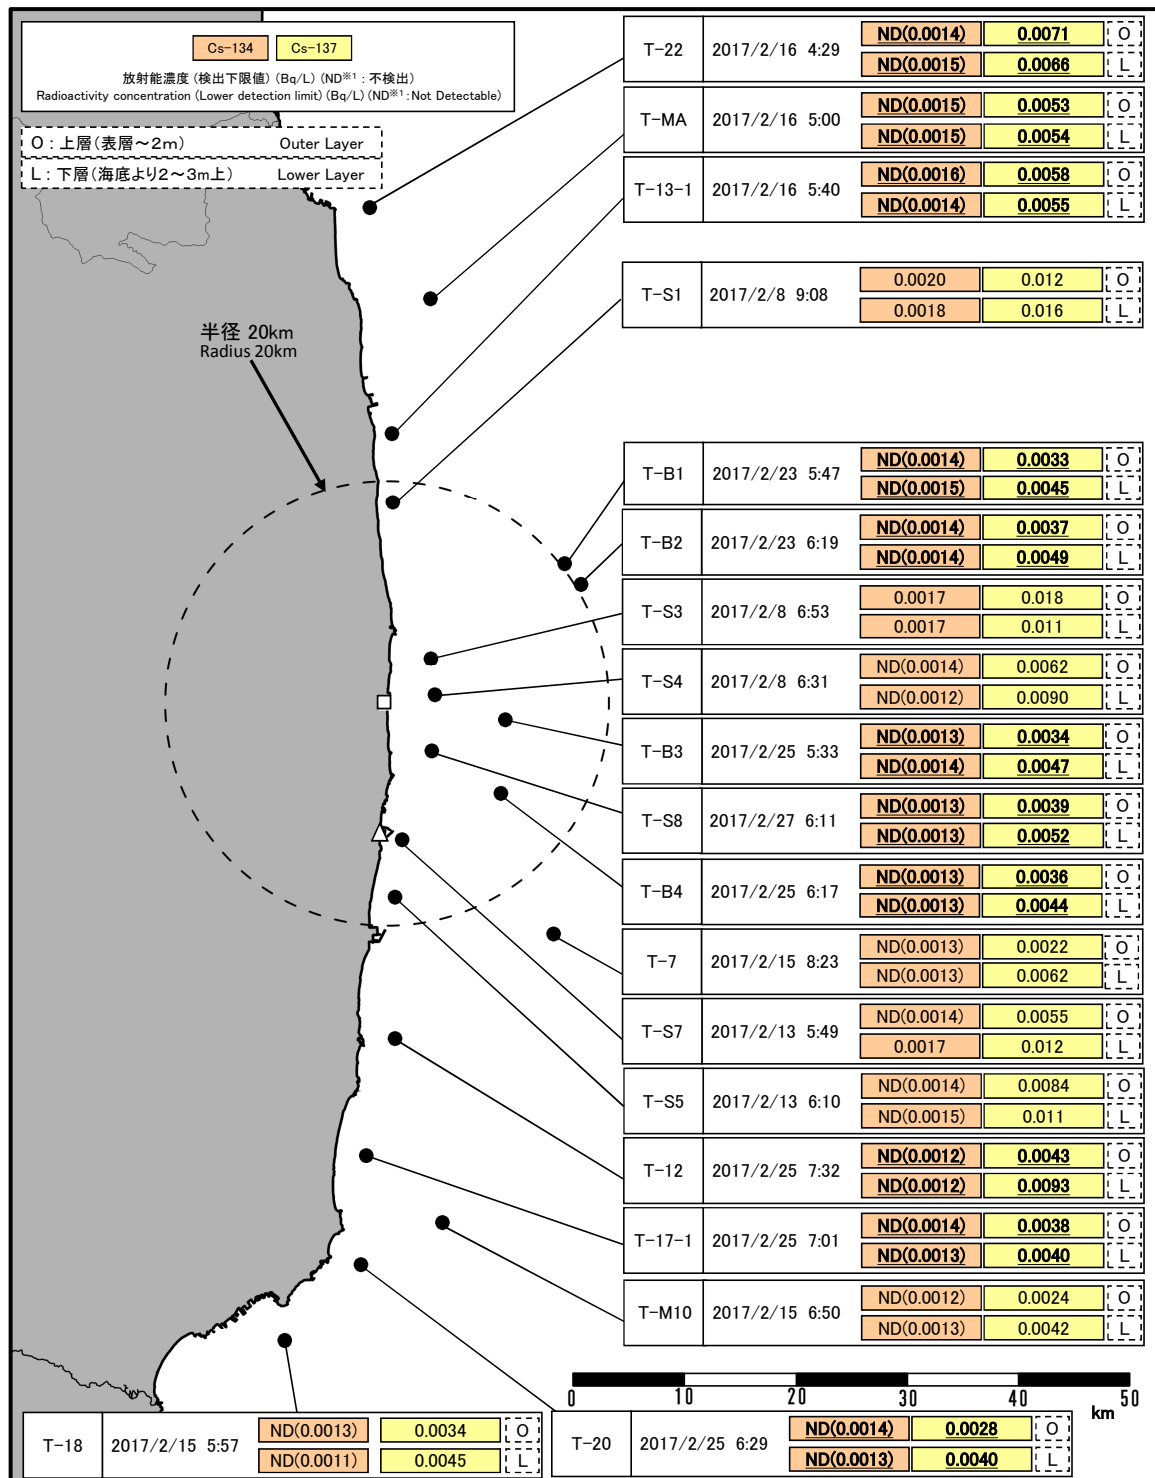 Cs-134 Cs-137
放射能濃度 (検出下限値) (Bq/L) (ND※1 : 不検出)
Radioactivity concentration (Lower detection limit) (Bq/L) (ND※1 : Not Detectable)
O : 上層(表層~2m) Outer Layer
L : 下層(海底より2~3m上) Lower Layer
半径 20km
Radius 20km
T-22 2017/2/16 4:29 ND(0.0014) 0.0071 O
ND(0.0015) 0.0066 L
T-MA 2017/2/16 5:00 ND(0.0015) 0.0053 O
ND(0.0015) 0.0054 L
T-13-1 2017/2/16 5:40 ND(0.0016) 0.0058 O
ND(0.0014) 0.0055 L
T-S1 2017/2/8 9:08 0.0020 0.012 O
0.0018 0.016 L
T-B1 2017/2/23 5:47 ND(0.0014) 0.0033 O
ND(0.0015) 0.0045 L
T-B2 2017/2/23 6:19 ND(0.0014) 0.0037 O
ND(0.0014) 0.0049 L
T-S3 2017/2/8 6:53 0.0017 0.018 O
0.0017 0.011 L
T-S4 2017/2/8 6:31 ND(0.0014) 0.0062 O
ND(0.0012) 0.0090 L
T-B3 2017/2/25 5:33 ND(0.0013) 0.0034 O
ND(0.0014) 0.0047 L
T-S8 2017/2/27 6:11 ND(0.0013) 0.0039 O
ND(0.0013) 0.0052 L
T-B4 2017/2/25 6:17 ND(0.0013) 0.0036 O
ND(0.0013) 0.0044 L
T-7 2017/2/15 8:23 ND(0.0013) 0.0022 O
ND(0.0013) 0.0062 L
T-S7 2017/2/13 5:49 ND(0.0014) 0.0055 O
0.0017 0.012 L
T-S5 2017/2/13 6:10 ND(0.0014) 0.0084 O
ND(0.0015) 0.011 L
T-12 2017/2/25 7:32 ND(0.0012) 0.0043 O
ND(0.0012) 0.0093 L
T-17-1 2017/2/25 7:01 ND(0.0014) 0.0038 O
ND(0.0013) 0.0040 L
T-M10 2017/2/15 6:50 ND(0.0012) 0.0024 O
ND(0.0013) 0.0042 L
0 10 20 30 40 50
km
T-18 2017/2/15 5:57 ND(0.0013) 0.0034 O
ND(0.0011) 0.0045 L
T-20 2017/2/25 6:29 ND(0.0014) 0.0028 O
ND(0.0013) 0.0040 L